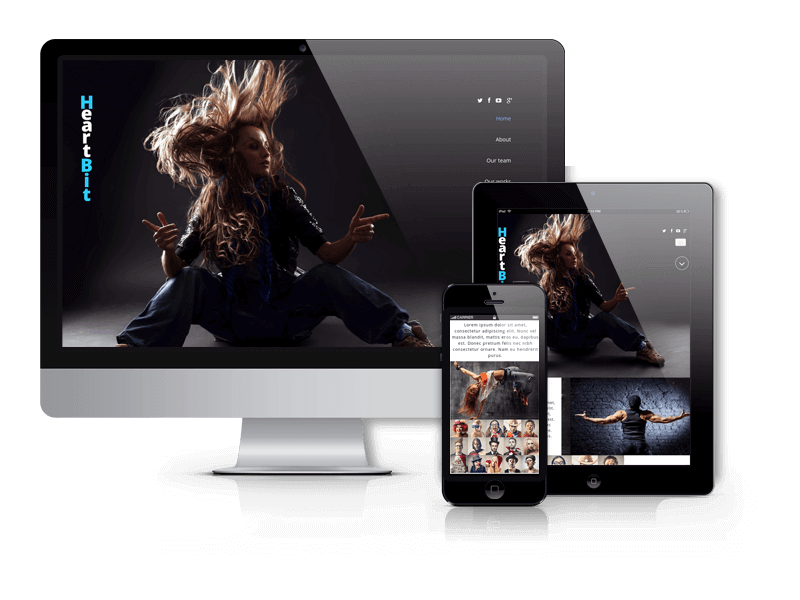 HeartBit
Home
About
Our team
Our works
iPad
HeartBi
CARRIER
Lorem ipsum dolor sit amet,
consectetur adipiscing elit. Nunc vel
massa blandit, mattis eros eu, dapibus
est. Donec pretium felis nec nibh
consectetur ornare. Nam eu hendrerit
purus.